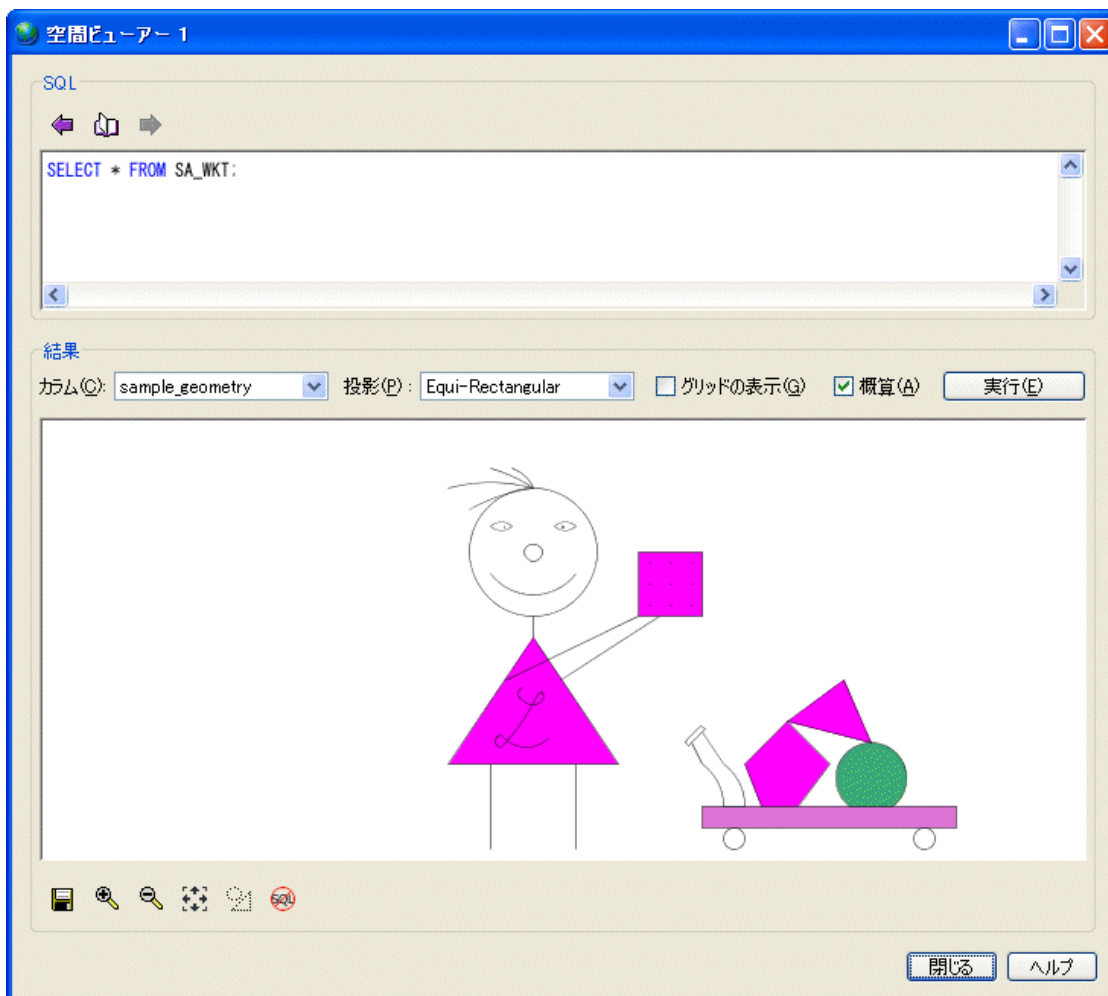 空間ビューアー 1
SQL
SELECT * FROM SA_WKT;
結果
カラム(C): sample_geometry 投影(P): Equi-Rectangular グリッドの表示(G) 概算(A) 実行(E)
L
SQL
閉じる ヘルプ